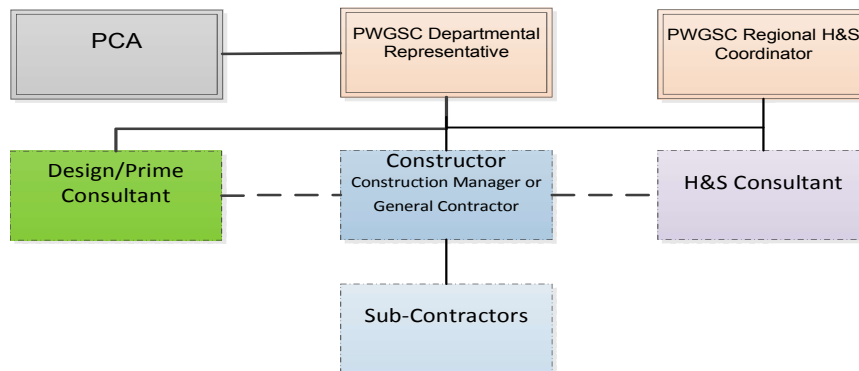 PCA
PWGSC Departmental
Representative
PWGSC Regional H&S
Coordinator
Design/Prime
Consultant
Constructor
Construction Manager or
General Contractor
H&S Consultant
Sub-Contractors